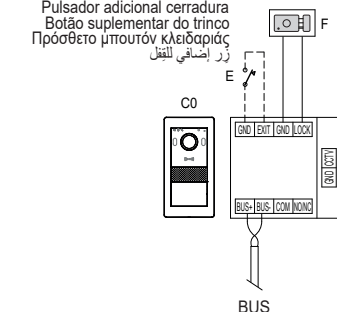 Pulsador adicional cerradura
Botão suplementar do trinco
Πρόσθετο μπουτόν κλειδαριάς
زر إضافي للقفل
F
E
C0
GND EXIT GND LOCK
GND CCTV
BUS+ BUS- COM NO/NC
BUS